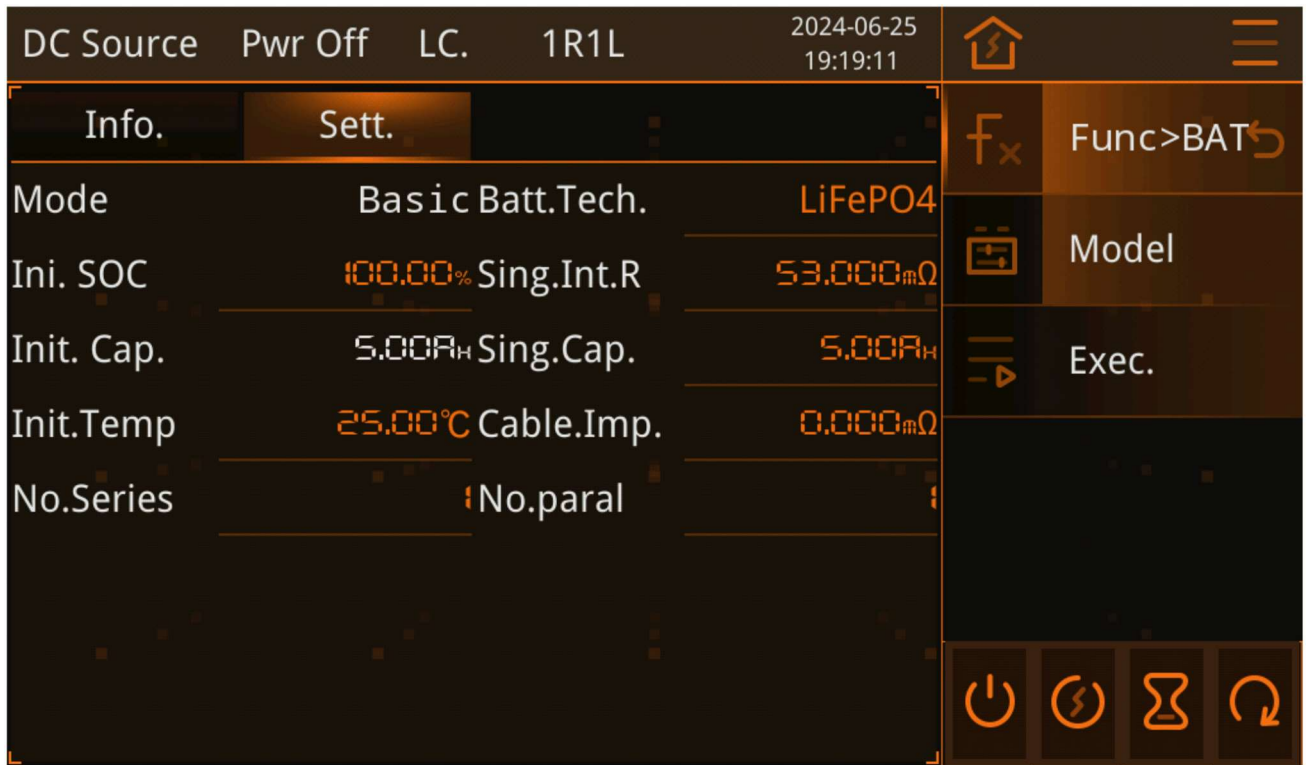 DC Source Pwr Off LC. 1R1L 2024-06-25
19:19:11
Info. Sett.
Func>BAT
Mode Basic Batt.Tech. LiFePO4
Model
Ini. SOC 100.00% Sing.Int.R 53.000mΩ
Init. Cap. 5.00AH Sing.Cap. 5.00AH
Exec.
Init.Temp 25.00℃ Cable.Imp. 0.000mΩ
No.Series 1 No.paral 1